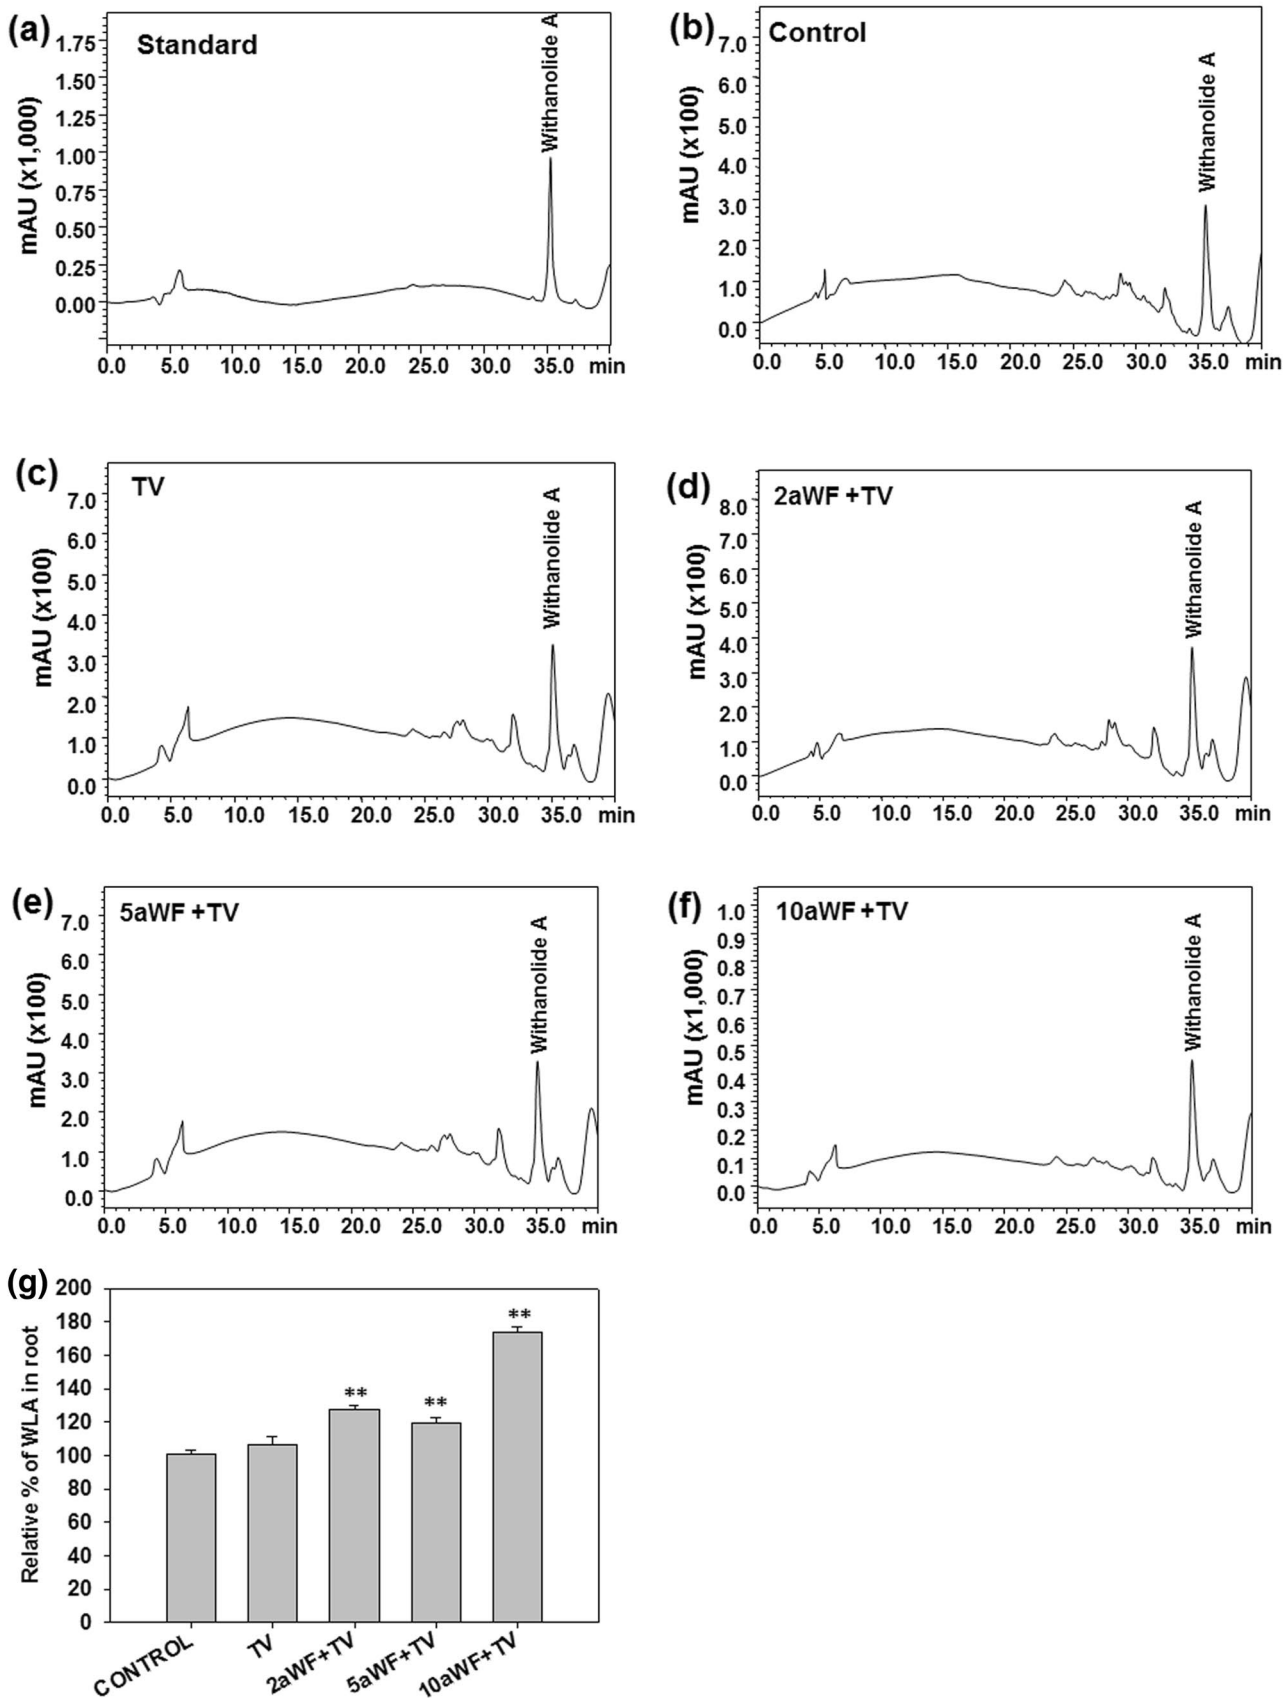 (a)
Standard
Withanolide A
mAU (x1,000)
1.75
1.50
1.25
1.00
0.75
0.50
0.25
0.00
0.0 5.0 10.0 15.0 20.0 25.0 30.0 35.0 min
(b)
Control
Withanolide A
mAU (x100)
7.0
6.0
5.0
4.0
3.0
2.0
1.0
0.0
0.0 5.0 10.0 15.0 20.0 25.0 30.0 35.0 min
(c)
TV
Withanolide A
mAU (x100)
7.0
6.0
5.0
4.0
3.0
2.0
1.0
0.0
0.0 5.0 10.0 15.0 20.0 25.0 30.0 35.0 min
(d)
2aWF +TV
Withanolide A
mAU (x100)
8.0
7.0
6.0
5.0
4.0
3.0
2.0
1.0
0.0
0.0 5.0 10.0 15.0 20.0 25.0 30.0 35.0 min
(e)
5aWF +TV
Withanolide A
mAU (x100)
7.0
6.0
5.0
4.0
3.0
2.0
1.0
0.0
0.0 5.0 10.0 15.0 20.0 25.0 30.0 35.0 min
(f)
10aWF +TV
Withanolide A
mAU (x1,000)
1.0
0.9
0.8
0.7
0.6
0.5
0.4
0.3
0.2
0.1
0.0
0.0 5.0 10.0 15.0 20.0 25.0 30.0 35.0 min
(g)
Relative % of WLA in root
200
180
160
140
120
100
80
60
40
20
0
**
**
**
CONTROL
TV
2aWF+TV
5aWF+TV
10aWF+TV